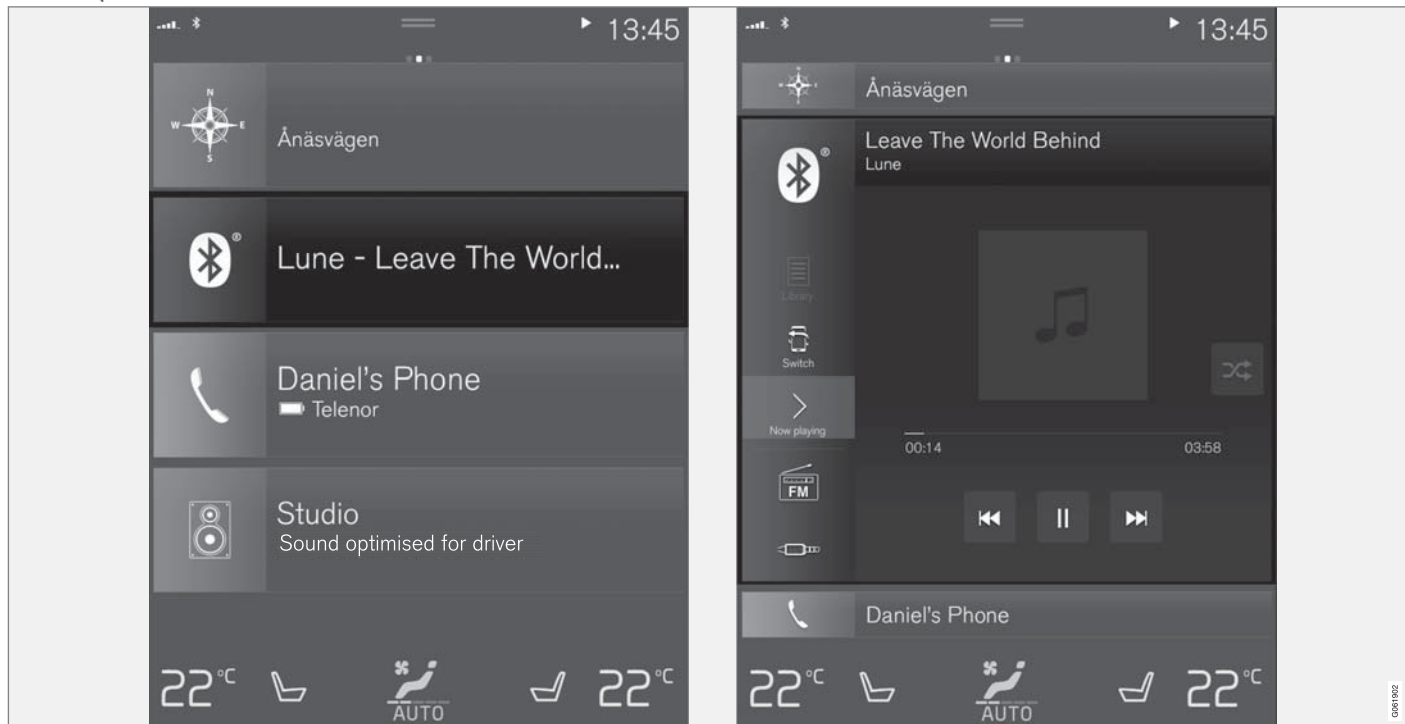 13:45
N
W E
S
Ånäsvägen
®
Lune - Leave The World...
Daniel's Phone
Telenor
Studio
Sound optimised for driver
22°C
AUTO
22°C
13:45
Ånäsvägen
®
Leave The World Behind
Lune
Library
Switch
Now playing
00:14
03:58
FM
Daniel's Phone
22°C
AUTO
22°C
G061902